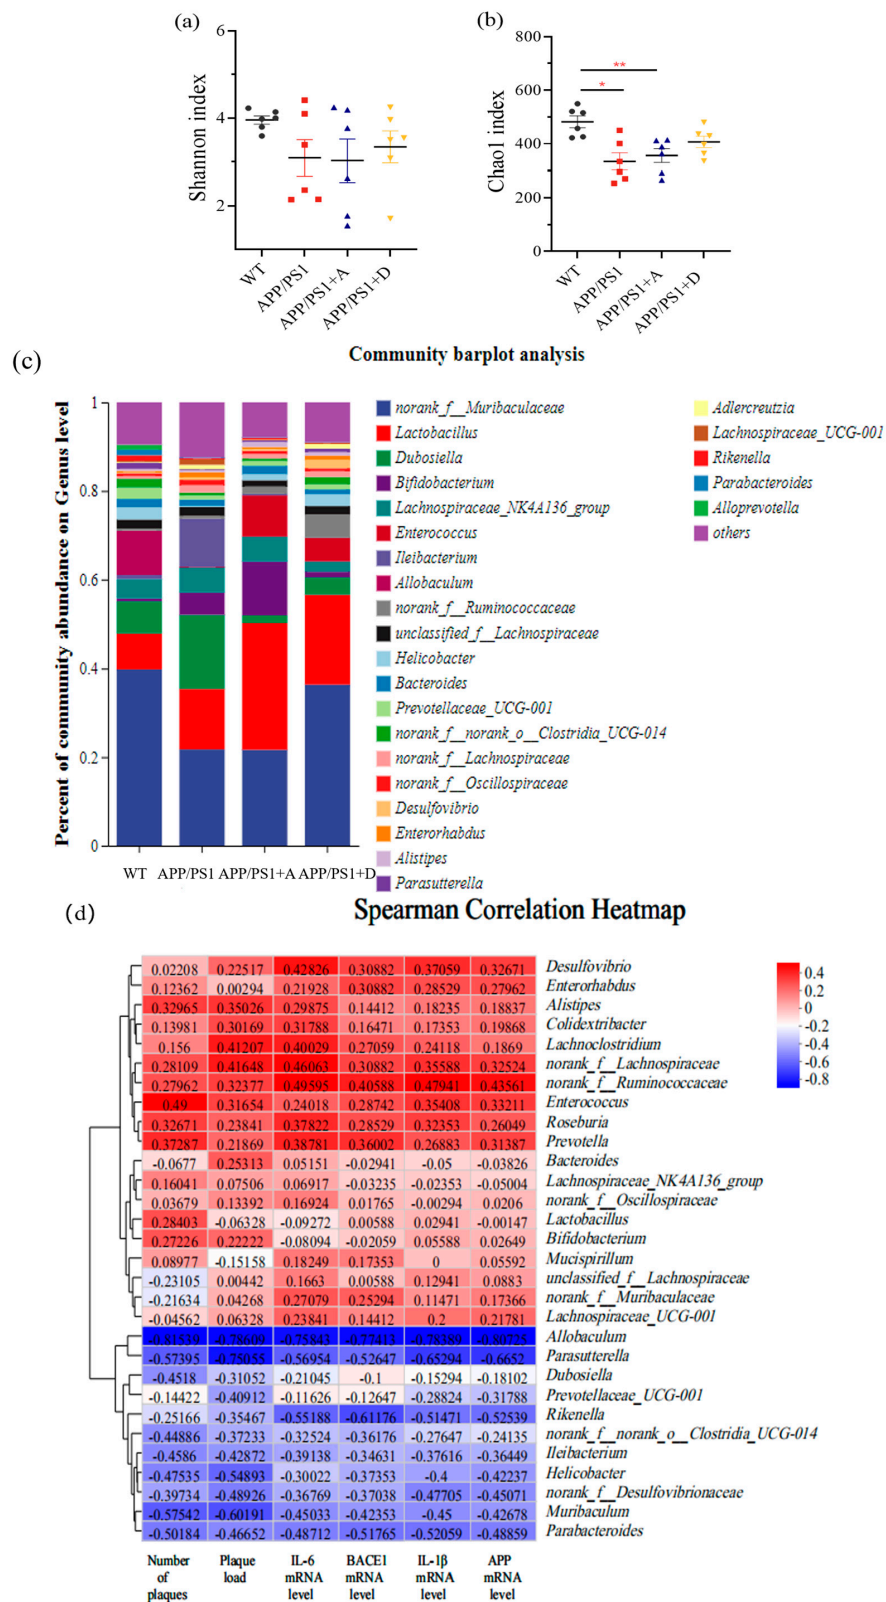 (a)
6
4
2
Shannon index
WT
APP/PS1
APP/PS1+A
APP/PS1+D
(b)
800
600
400
200
0
Chao1 index
**
*
WT
APP/PS1
APP/PS1+A
APP/PS1+D
(c)
Community barplot analysis
Percent of community abundance on Genus level
1
0.8
0.6
0.4
0.2
0
WT
APP/PS1
APP/PS1+A
APP/PS1+D
norank_f__Muribaculaceae
Lactobacillus
Dubosiella
Bifidobacterium
Lachnospiraceae_NK4A136_group
Enterococcus
Ileibacterium
Allobaculum
norank_f__Ruminococcaceae
unclassified_f__Lachnospiraceae
Helicobacter
Bacteroides
Prevotellaceae_UCG-001
norank_f__norank_o__Clostridia_UCG-014
norank_f__Lachnospiraceae
norank_f__Oscillospiraceae
Desulfovibrio
Enterorhabdus
Alistipes
Parasutterella
Adlercreutzia
Lachnospiraceae_UCG-001
Rikenella
Parabacteroides
Alloprevotella
others
(d)
Spearman Correlation Heatmap
0.02208 0.22517 0.42826 0.30882 0.37059 0.32671 Desulfovibrio
0.12362 0.00294 0.21928 0.30882 0.28529 0.27962 Enterorhabdus
0.32965 0.35026 0.29875 0.14412 0.18235 0.18837 Alistipes
0.13981 0.30169 0.31788 0.16471 0.17353 0.19868 Colidextribacter
0.156 0.41207 0.40029 0.27059 0.24118 0.1869 Lachnoclostridium
0.28109 0.41648 0.46063 0.30882 0.35588 0.32524 norank_f__Lachnospiraceae
0.27962 0.32377 0.49595 0.40588 0.47941 0.43561 norank_f__Ruminococcaceae
0.49 0.31654 0.24018 0.28742 0.35408 0.33211 Enterococcus
0.32671 0.23841 0.37822 0.28529 0.32353 0.26049 Roseburia
0.37287 0.21869 0.38781 0.36002 0.26883 0.31387 Prevotella
-0.0677 0.25313 0.05151 -0.02941 -0.05 -0.03826 Bacteroides
0.16041 0.07506 0.06917 -0.03235 -0.02353 -0.05004 Lachnospiraceae_NK4A136_group
0.03679 0.13392 0.16924 0.01765 -0.00294 0.0206 norank_f__Oscillospiraceae
0.28403 -0.06328 -0.09272 0.00588 0.02941 -0.00147 Lactobacillus
0.27226 0.22222 -0.08094 -0.02059 0.05588 0.02649 Bifidobacterium
0.08977 -0.15158 0.18249 0.17353 0 0.05592 Mucispirillum
-0.23105 0.00442 0.1663 0.00588 0.12941 0.0883 unclassified_f__Lachnospiraceae
-0.21634 0.04268 0.27079 0.25294 0.11471 0.17366 norank_f__Muribaculaceae
-0.04562 0.06328 0.23841 0.14412 0.2 0.21781 Lachnospiraceae_UCG-001
-0.81539 -0.78609 -0.75843 -0.77413 -0.78389 -0.80725 Allobaculum
-0.57395 -0.75055 -0.56954 -0.52647 -0.65294 -0.6652 Parasutterella
-0.4518 -0.31052 -0.21045 -0.1 -0.15294 -0.18102 Dubosiella
-0.14422 -0.40912 -0.11626 -0.12647 -0.28824 -0.31788 Prevotellaceae_UCG-001
-0.25166 -0.35467 -0.55188 -0.61176 -0.51471 -0.52539 Rikenella
-0.44886 -0.37233 -0.32524 -0.36176 -0.27647 -0.24135 norank_f__norank_o__Clostridia_UCG-014
-0.4586 -0.42872 -0.39138 -0.34631 -0.37616 -0.36449 Ileibacterium
-0.47535 -0.54893 -0.30022 -0.37353 -0.4 -0.42237 Helicobacter
-0.39734 -0.48926 -0.36769 -0.37038 -0.47705 -0.45071 norank_f__Desulfovibrionaceae
-0.57542 -0.60191 -0.45033 -0.42353 -0.45 -0.42678 Muribaculum
-0.50184 -0.46652 -0.48712 -0.51765 -0.52059 -0.48859 Parabacteroides
Number of plaques
Plaque load
IL-6 mRNA level
BACE1 mRNA level
IL-1β mRNA level
APP mRNA level
0.4
0.2
0
-0.2
-0.4
-0.6
-0.8